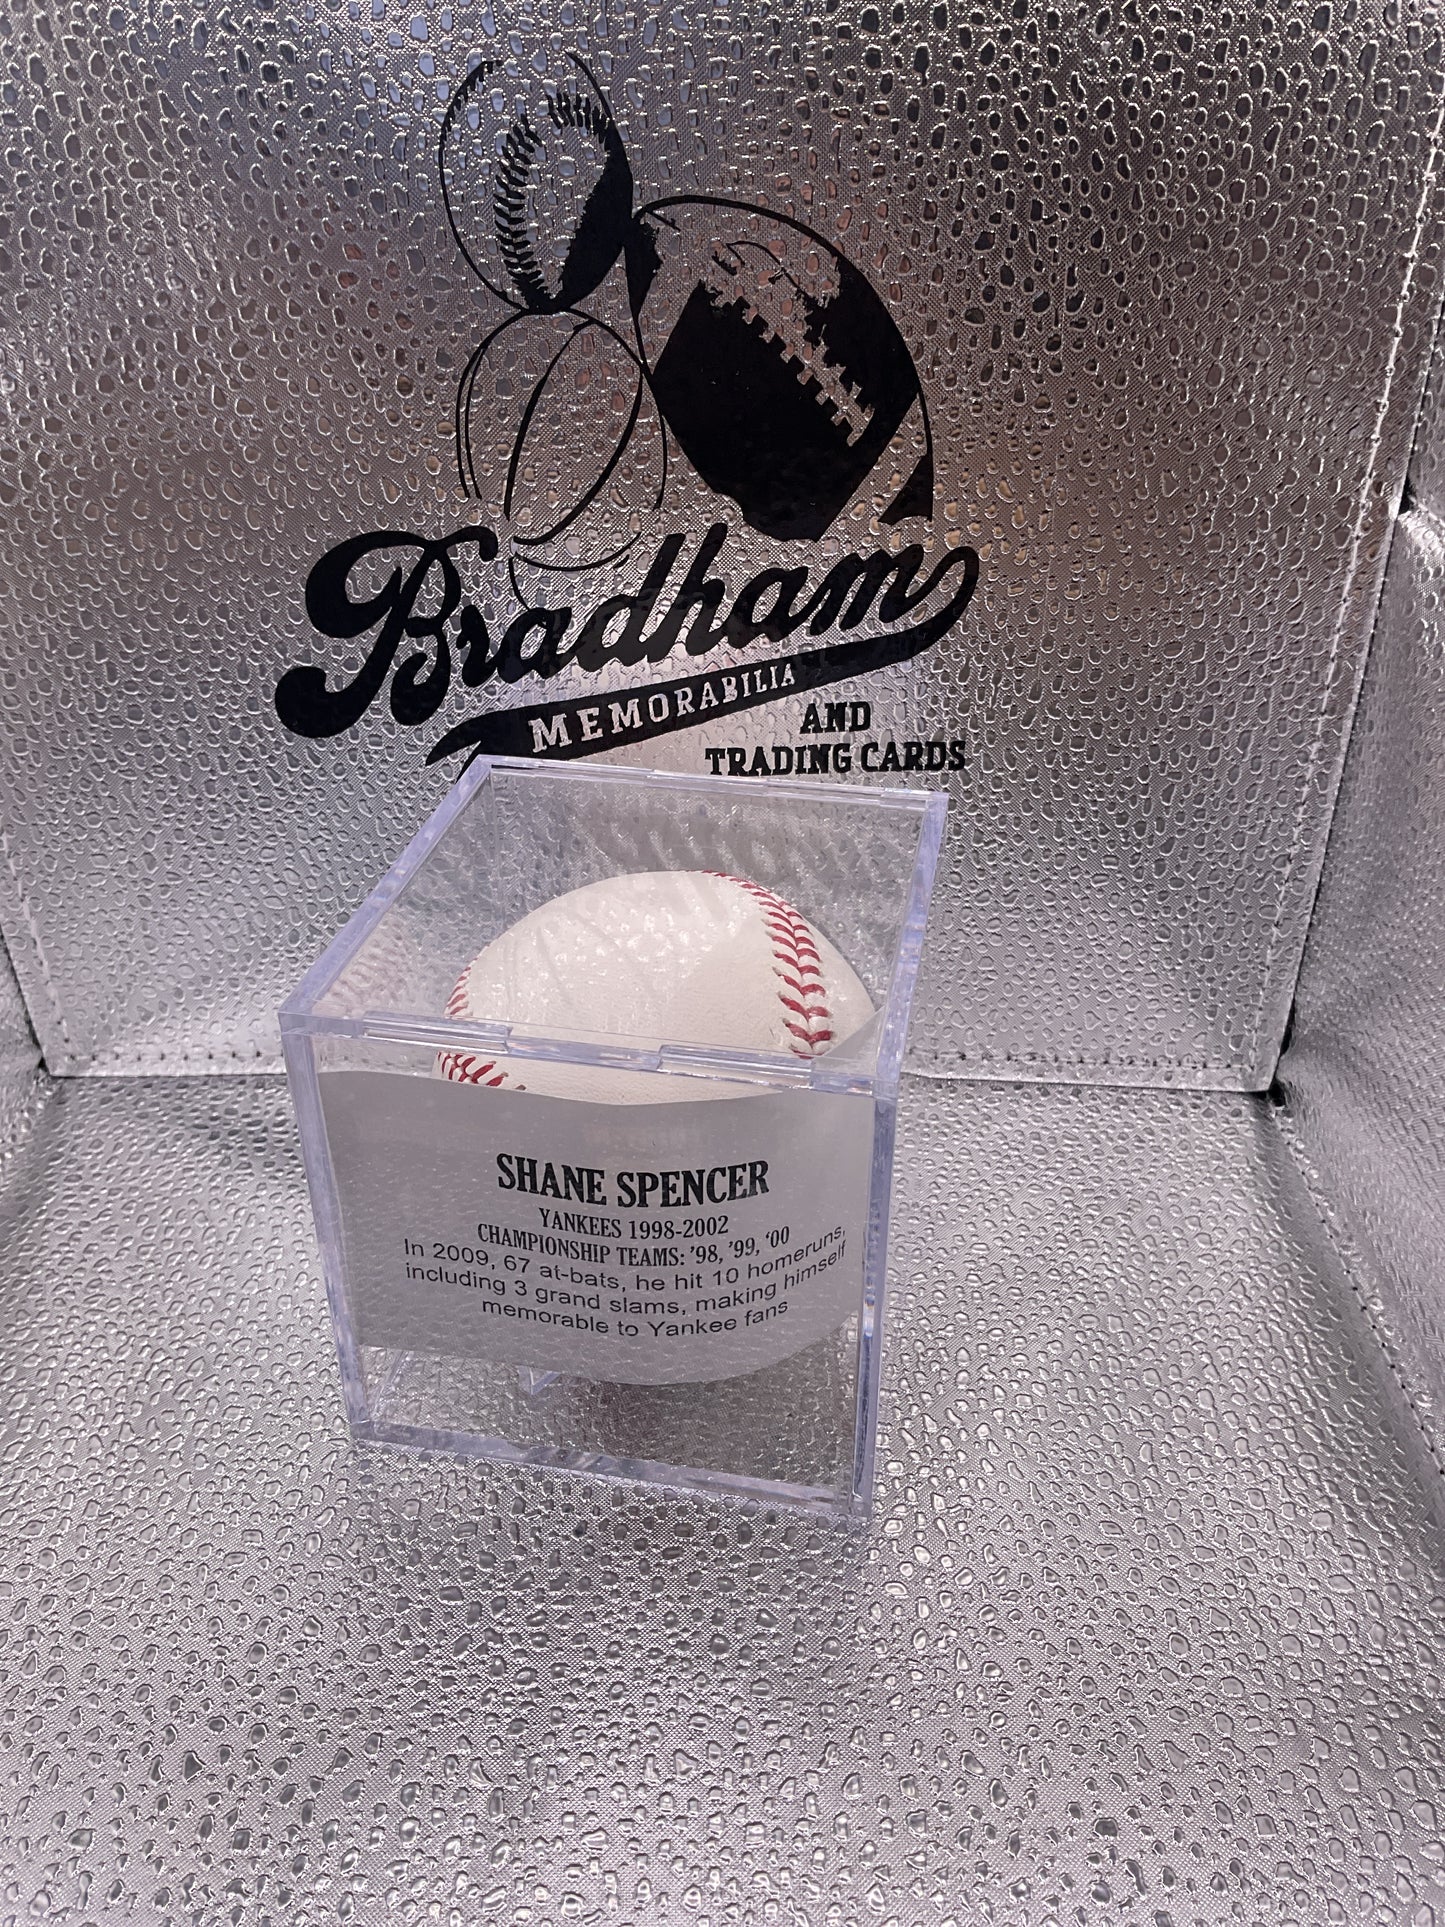 Bradham
MEMORABILIA
AND
TRADING CARDS
SHANE SPENCER
YANKEES 1998-2002
CHAMPIONSHIP TEAMS: '98, '99, '00
In 2009, 67 at-bats, he hit 10 homeruns,
including 3 grand slams, making himself
memorable to Yankee fans